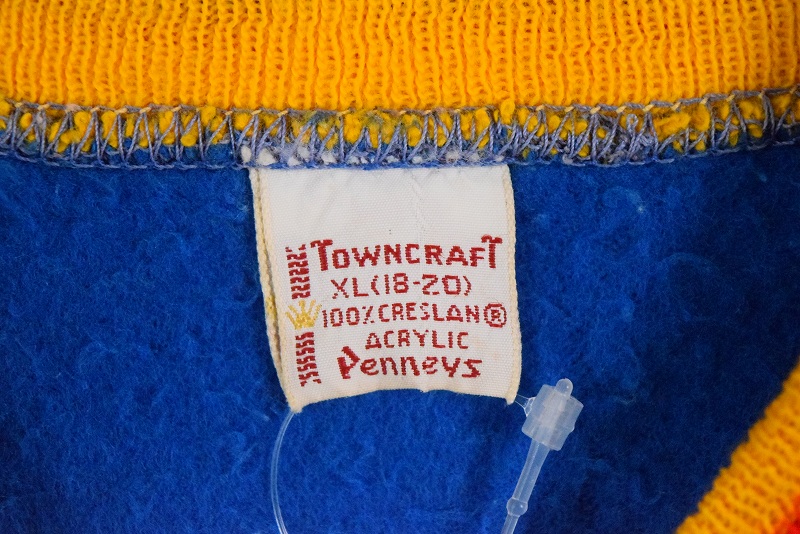 TOWNCRAFT
XL(18-20)
100% CRESLAN®
ACRYLIC
Penneys